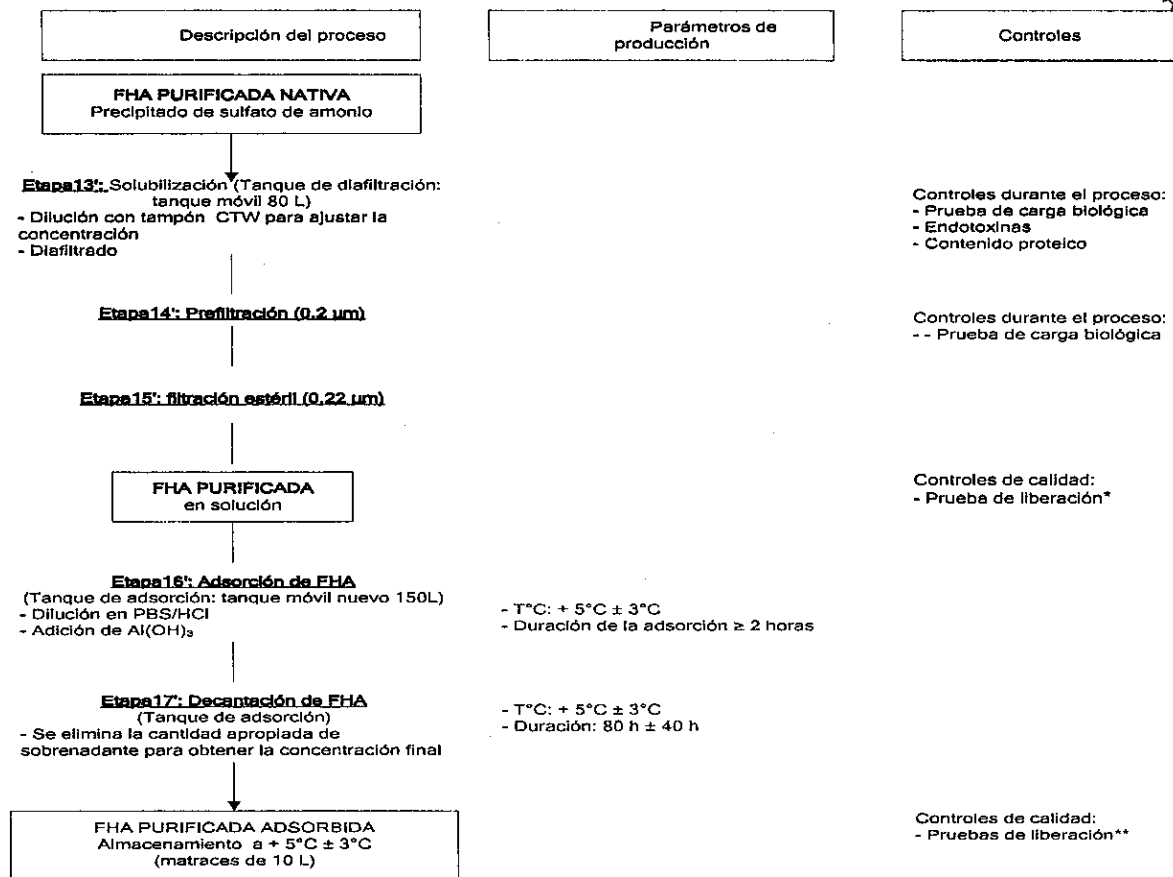 Descripción del proceso
Parámetros de
producción
Controles
FHA PURIFICADA NATIVA
Precipitado de sulfato de amonio
Etapa13': Solubilización (Tanque de diafiltración:
tanque móvil 80 L)
- Dilución con tampón CTW para ajustar la
concentración
- Diafiltrado
Controles durante el proceso:
- Prueba de carga biológica
- Endotoxinas
- Contenido proteico
Etapa14': Prefiltración (0.2 µm)
Controles durante el proceso:
- - Prueba de carga biológica
Etapa15': filtración estéril (0.22 µm)
FHA PURIFICADA
en solución
Controles de calidad:
- Prueba de liberación*
Etapa16': Adsorción de FHA
(Tanque de adsorción: tanque móvil nuevo 150L)
- Dilución en PBS/HCl
- Adición de Al(OH)₃
- T°C: + 5°C ± 3°C
- Duración de la adsorción ≥ 2 horas
Etapa17': Decantación de FHA
(Tanque de adsorción)
- Se elimina la cantidad apropiada de
sobrenadante para obtener la concentración final
- T°C: + 5°C ± 3°C
- Duración: 80 h ± 40 h
FHA PURIFICADA ADSORBIDA
Almacenamiento a + 5°C ± 3°C
(matraces de 10 L)
Controles de calidad:
- Pruebas de liberación**